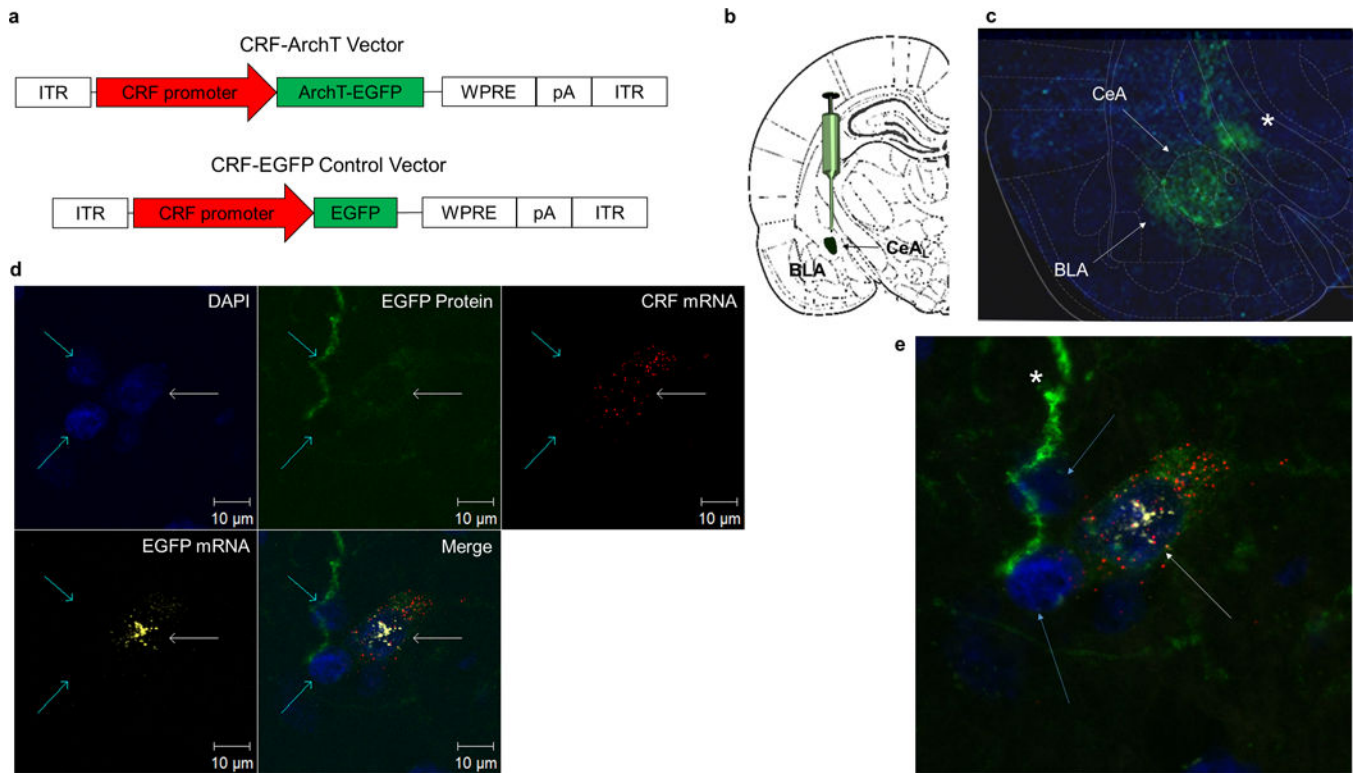 a
CRF-ArchT Vector
ITR CRF promoter ArchT-EGFP WPRE pA ITR
CRF-EGFP Control Vector
ITR CRF promoter EGFP WPRE pA ITR
b
BLA CeA
c
CeA
*
BLA
d
DAPI EGFP Protein CRF mRNA
10 µm 10 µm 10 µm
EGFP mRNA Merge
10 µm 10 µm
e
*